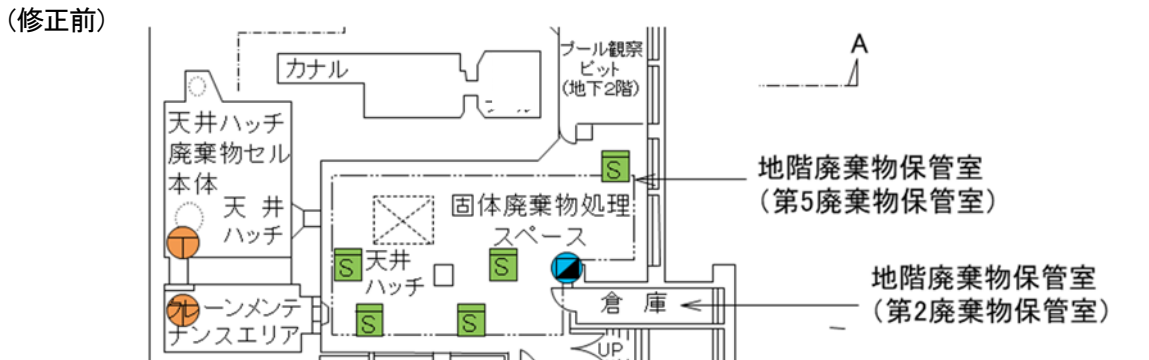 （修正前）
カナル
プール観察
ピット
（地下2階）
A
天井ハッチ
廃棄物セル
本体
天井
ハッチ
固体廃棄物処理
スペース
S
地階廃棄物保管室
（第5廃棄物保管室）
S
天井
ハッチ
S
倉庫
地階廃棄物保管室
（第2廃棄物保管室）
クレーンメンテ
ナンスエリア
S
S
UP